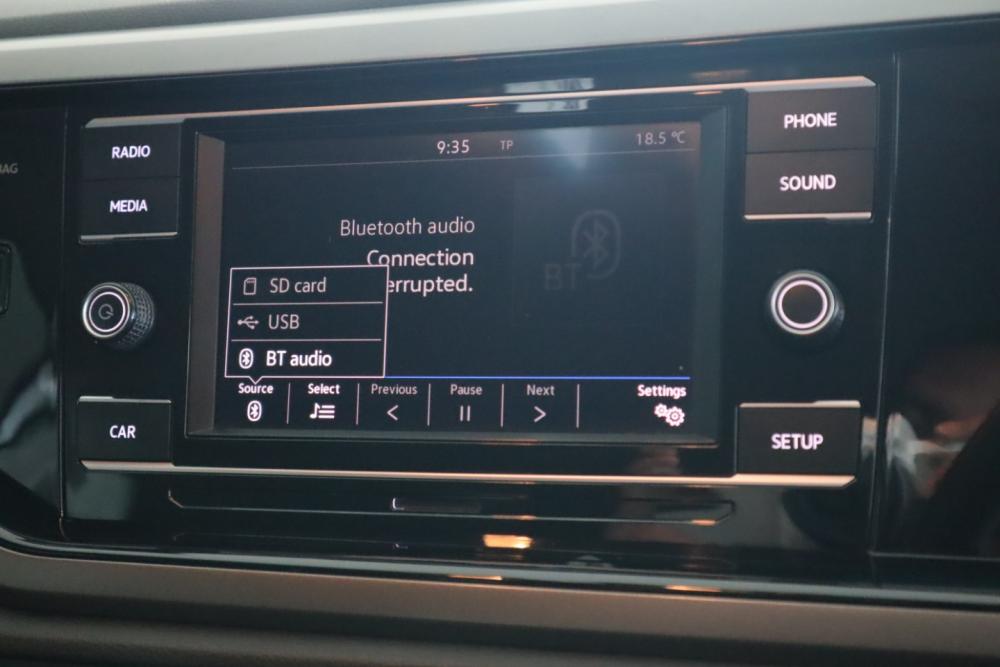 RADIO
MEDIA
CAR
PHONE
SOUND
SETUP
9:35 TP 18.5 °C
Bluetooth audio
Connection
errupted.
BT
SD card
USB
BT audio
Source Select Previous Pause Next Settings